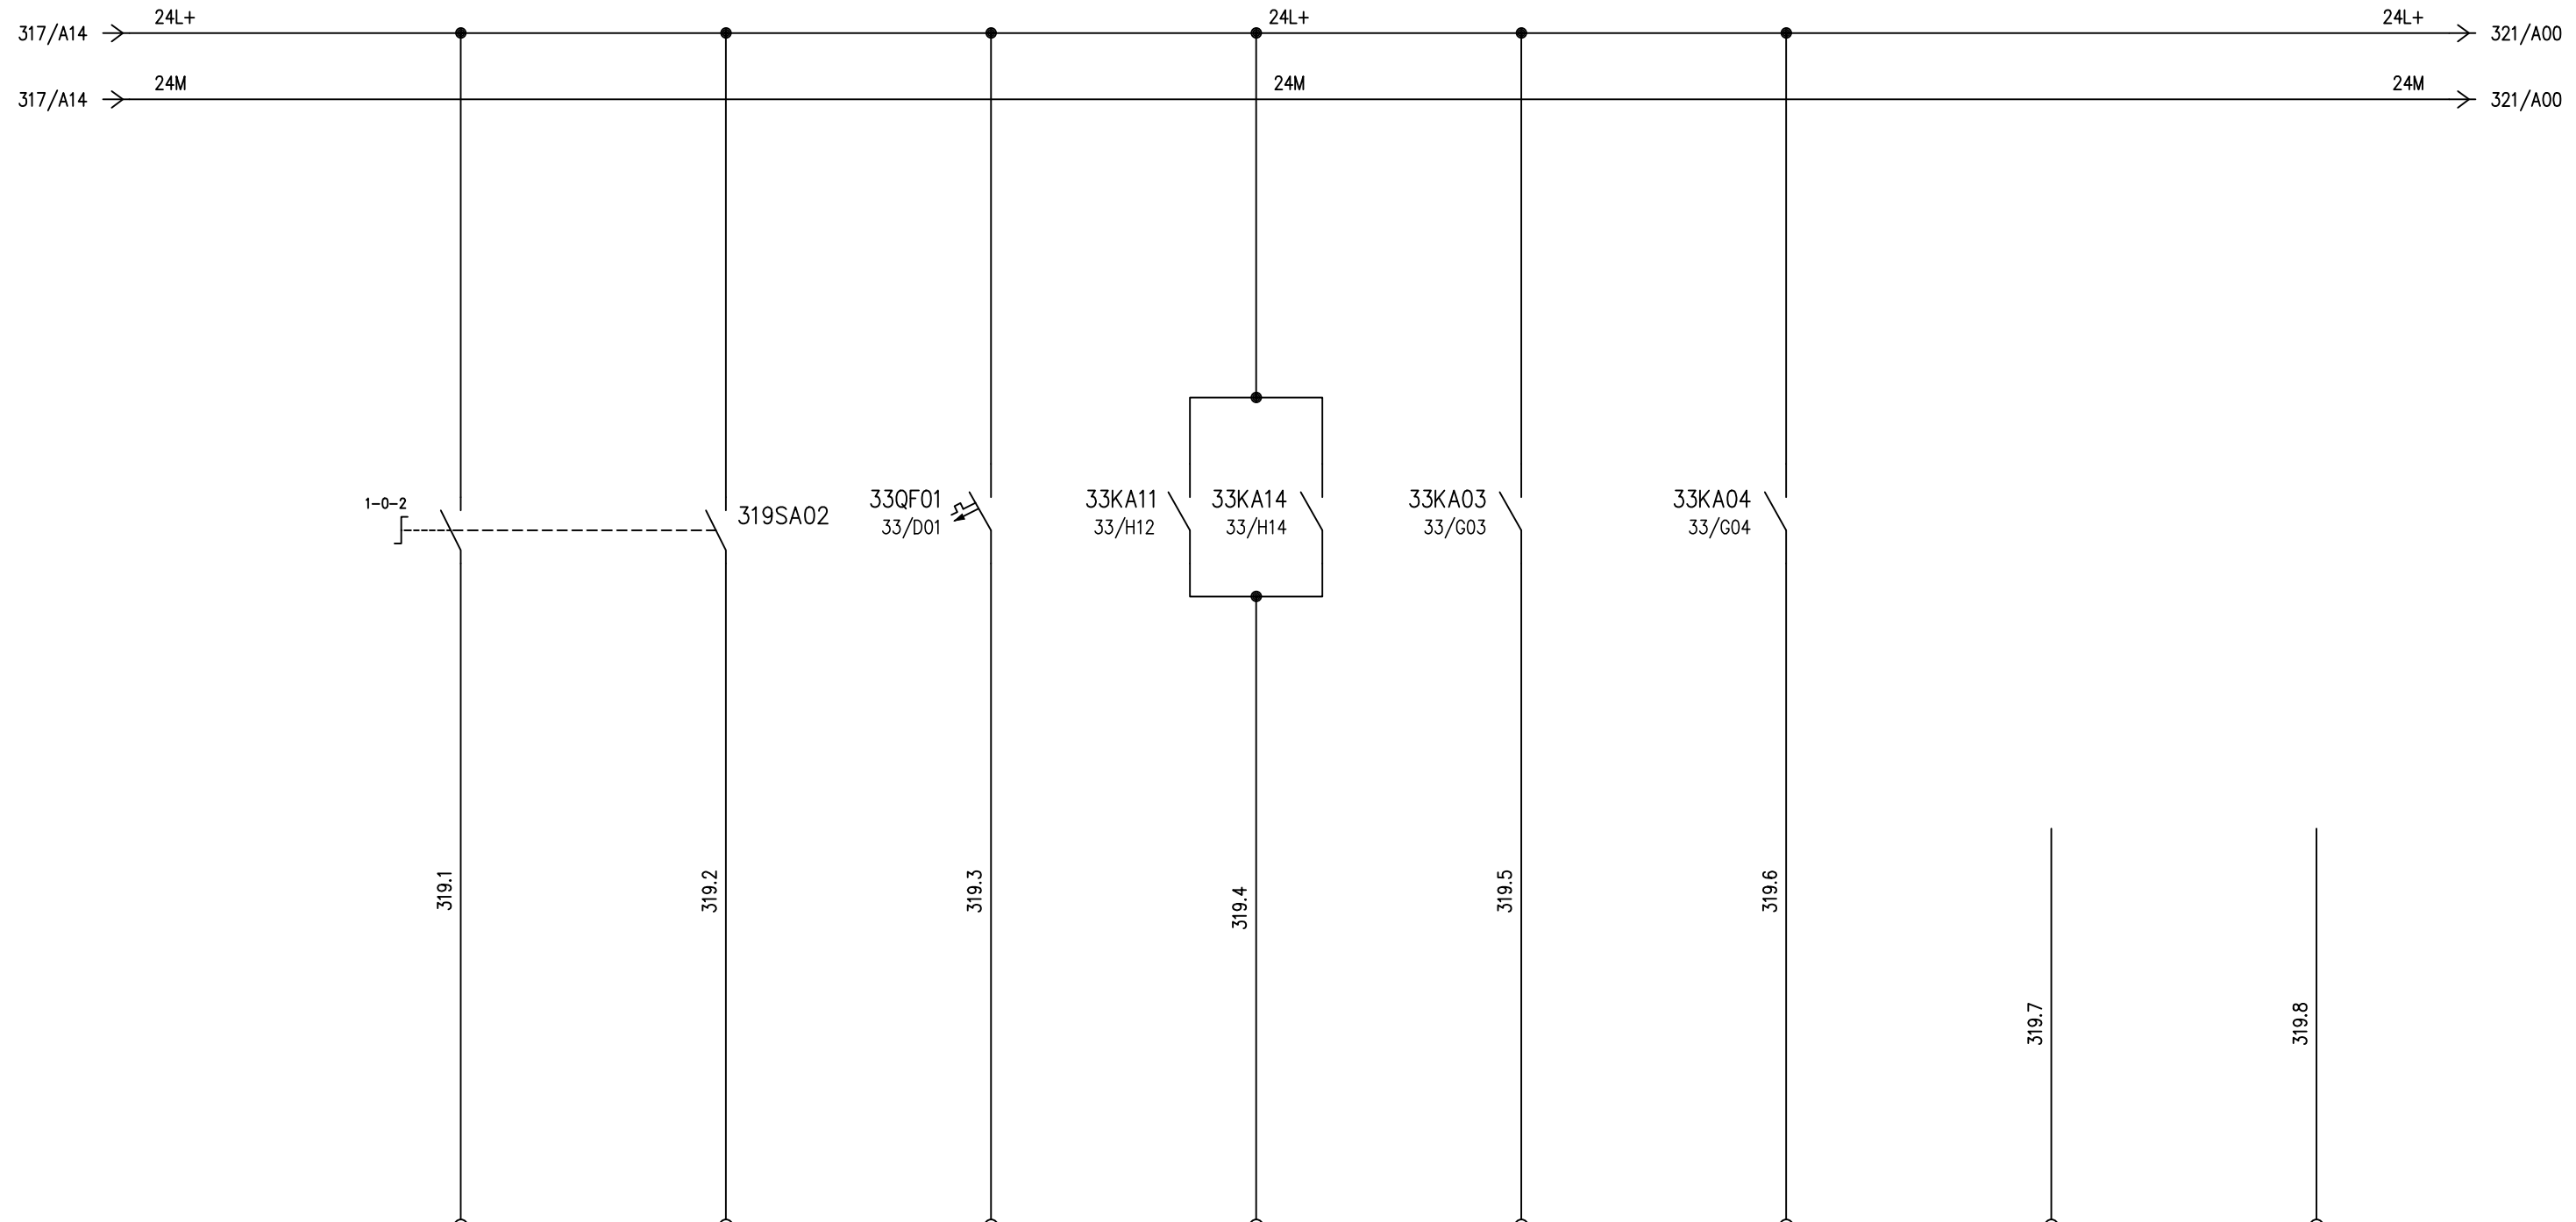 24L+ 24L+ 24L+
317/A14 321/A00
24M 24M 24M
317/A14 321/A00
1-0-2
319SA02
33QF01
33/D01
33KA11
33/H12
33KA14
33/H14
33KA03
33/G03
33KA04
33/G04
319.1
319.2
319.3
319.4
319.5
319.6
319.7
319.8